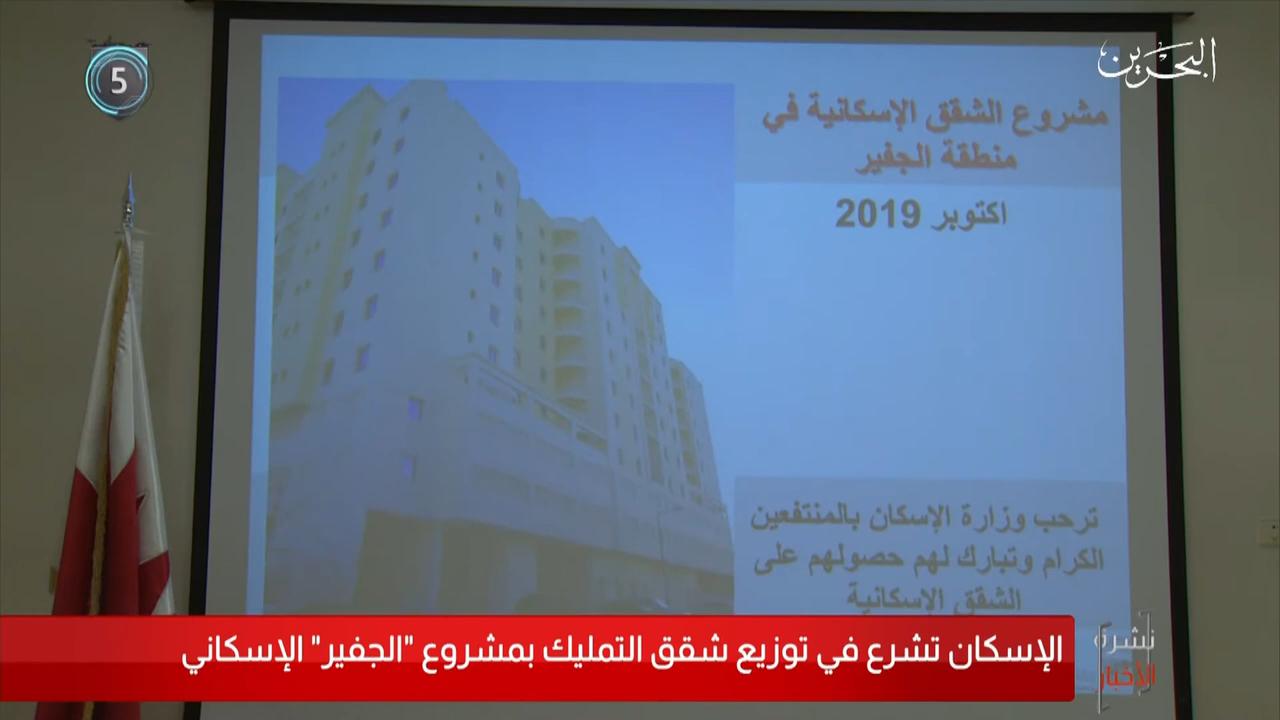 5
البحرين
مشروع الشقق الإسكانية في
منطقة الجفير
اكتوبر 2019
ترحب وزارة الإسكان بالمنتفعين
الكرام وتبارك لهم حصولهم على
الشقق الإسكانية
الإسكان تشرع في توزيع شقق التمليك بمشروع "الجفير" الإسكاني
نشرة
الأخبار